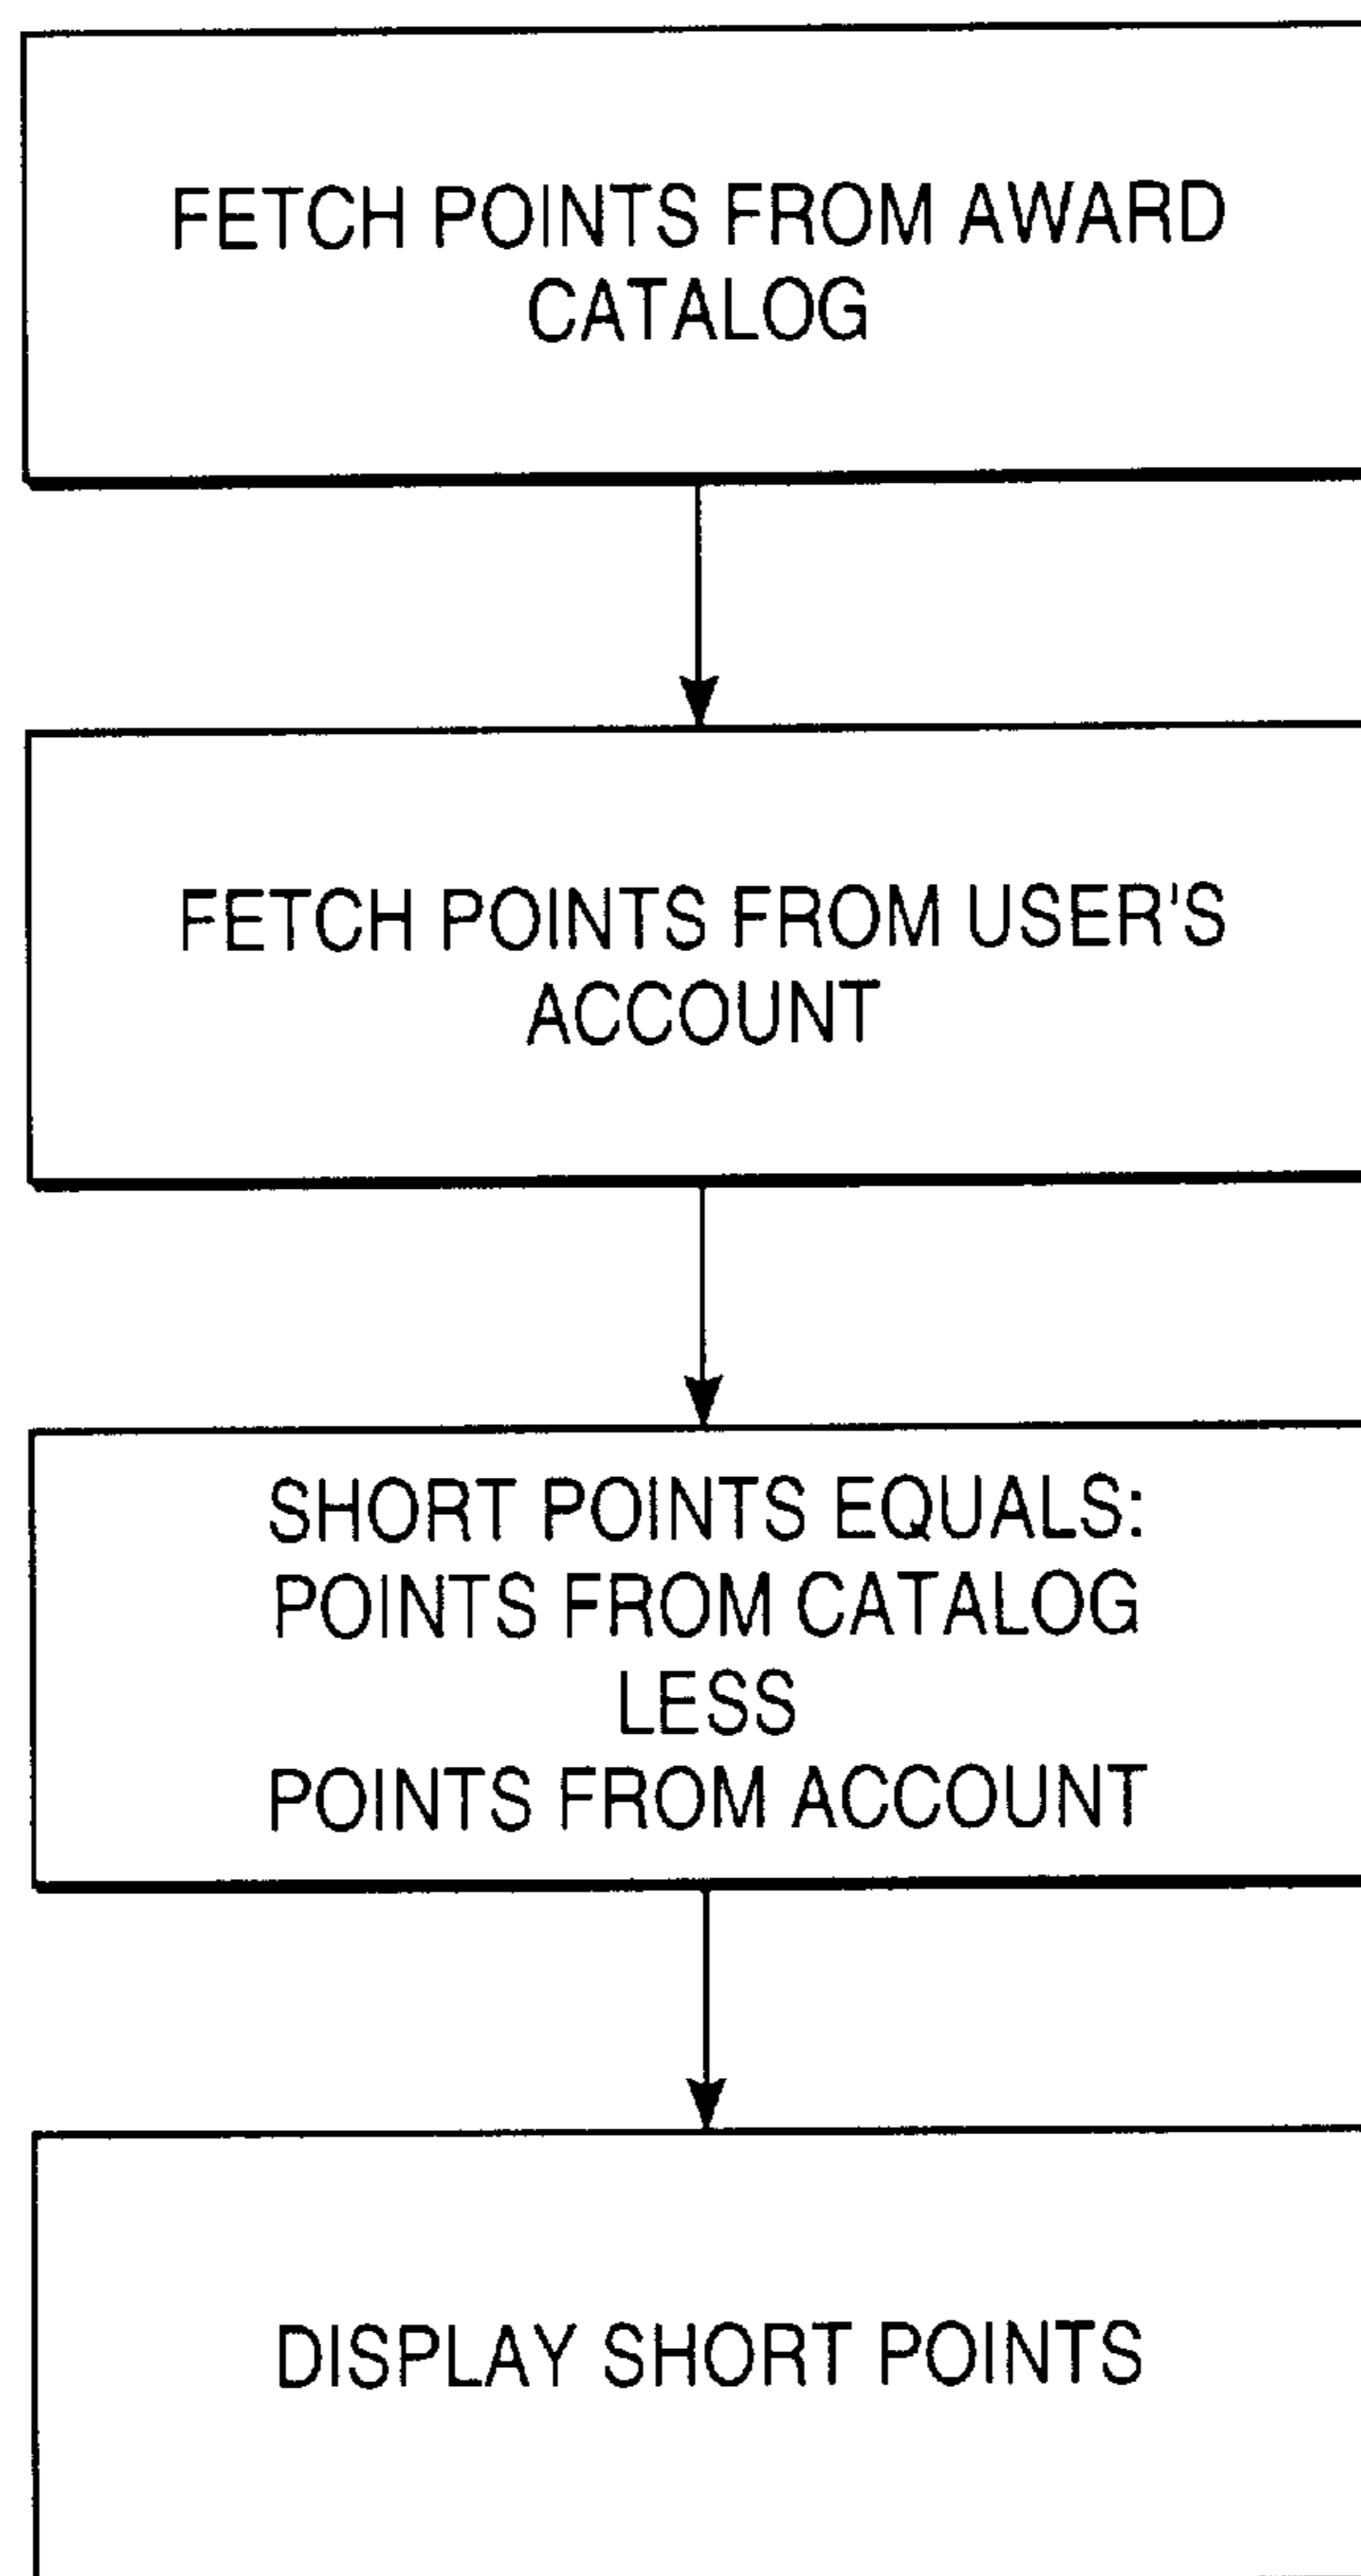 FETCH POINTS FROM AWARD
CATALOG
FETCH POINTS FROM USER'S
ACCOUNT
SHORT POINTS EQUALS:
POINTS FROM CATALOG
LESS
POINTS FROM ACCOUNT
DISPLAY SHORT POINTS